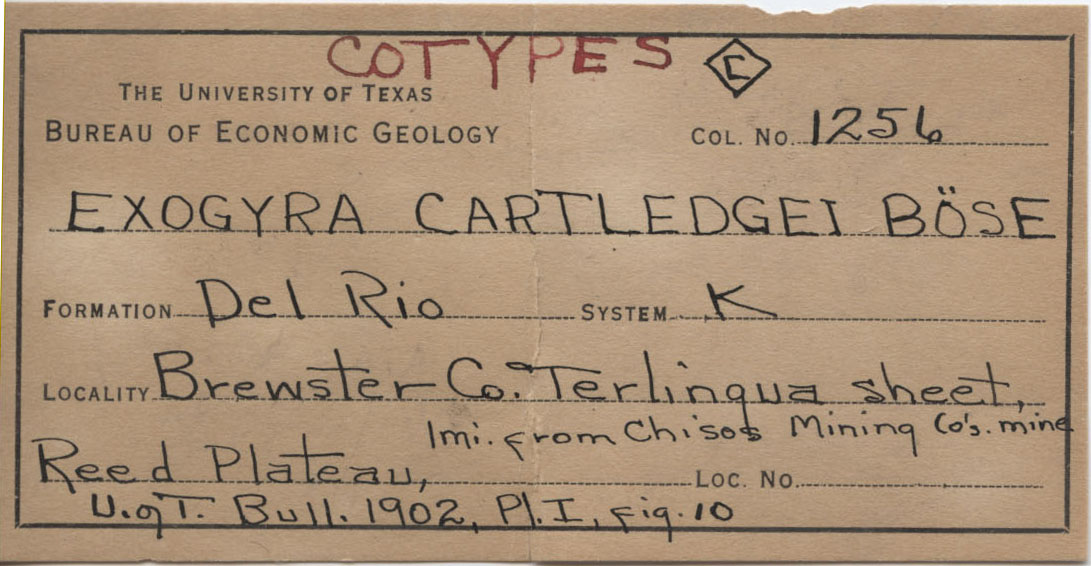 COTYPES C
THE UNIVERSITY OF TEXAS
BUREAU OF ECONOMIC GEOLOGY
COL. NO. 1256
EXOGYRA CARTLEDGEI BÖSE
FORMATION Del Rio SYSTEM K
LOCALITY Brewster Co. Terlingua sheet,
1mi. from Chisos Mining Co's. mine
Reed Plateau, LOC. NO.
U. of T. Bull. 1902, Pl. I, fig. 10